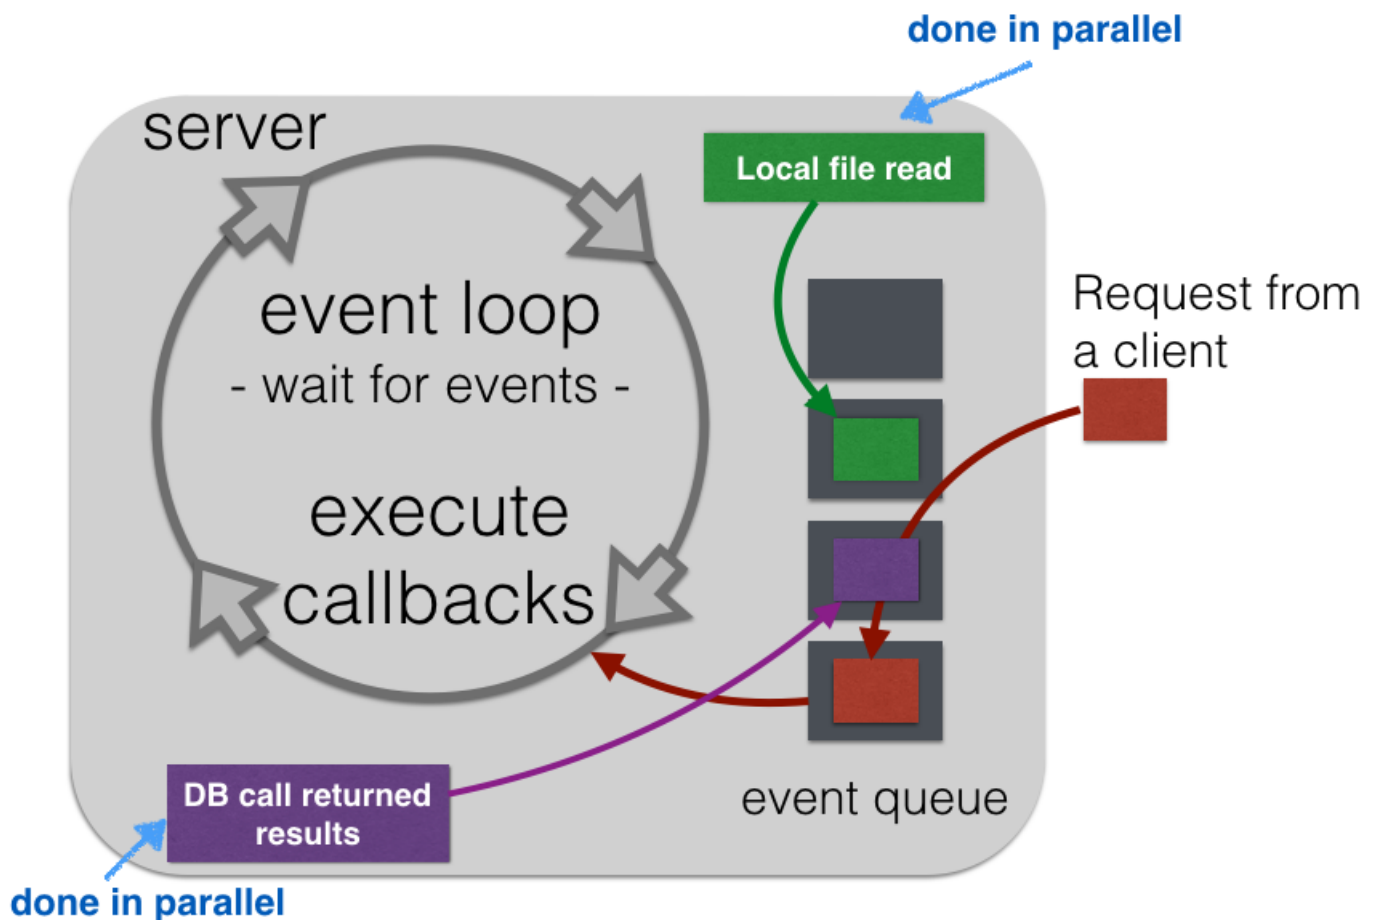 done in parallel
server
Local file read
event loop
- wait for events -
Request from
a client
execute
callbacks
DB call returned
results
event queue
done in parallel